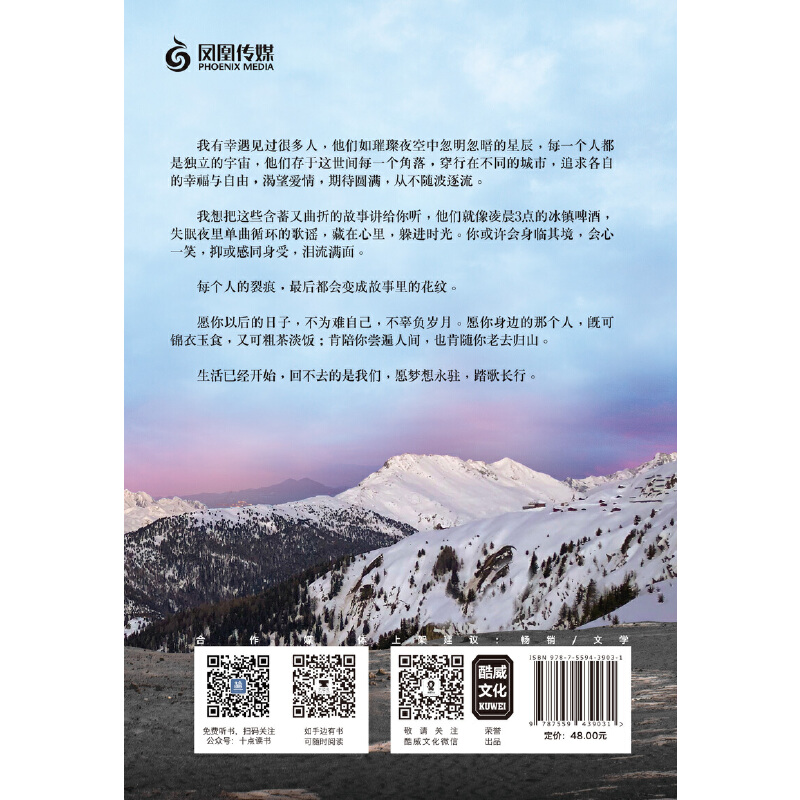 凤凰传媒
PHOENIX MEDIA
我有幸遇见过很多人，他们如璀璨夜空中忽明忽暗的星辰，每一个人都
是独立的宇宙，他们存于这世间每一个角落，穿行在不同的城市，追求各自
的幸福与自由，渴望爱情，期待圆满，从不随波逐流。
我想把这些含蓄又曲折的故事讲给你听，他们就像凌晨3点的冰镇啤酒，
失眠夜里单曲循环的歌谣，藏在心里，躲进时光。你或许会身临其境，会心
一笑，抑或感同身受，泪流满面。
每个人的裂痕，最后都会变成故事里的花纹。
愿你以后的日子，不为难自己，不辜负岁月。愿你身边的那个人，既可
锦衣玉食，又可粗茶淡饭；肯陪你尝遍人间，也肯随你老去归山。
生活已经开始，回不去的是我们，愿梦想永驻，踏歌长行。
合作媒体
上架建议：畅销/文学
免费听书，扫码关注
公众号：十点读书
如手边有书
可随时阅读
敬请关注
酷威文化微信
酷威
文化
KUWEI
荣誉
出品
ISBN 978-7-5594-3903-1
9 787559 439031 >
定价：48.00元